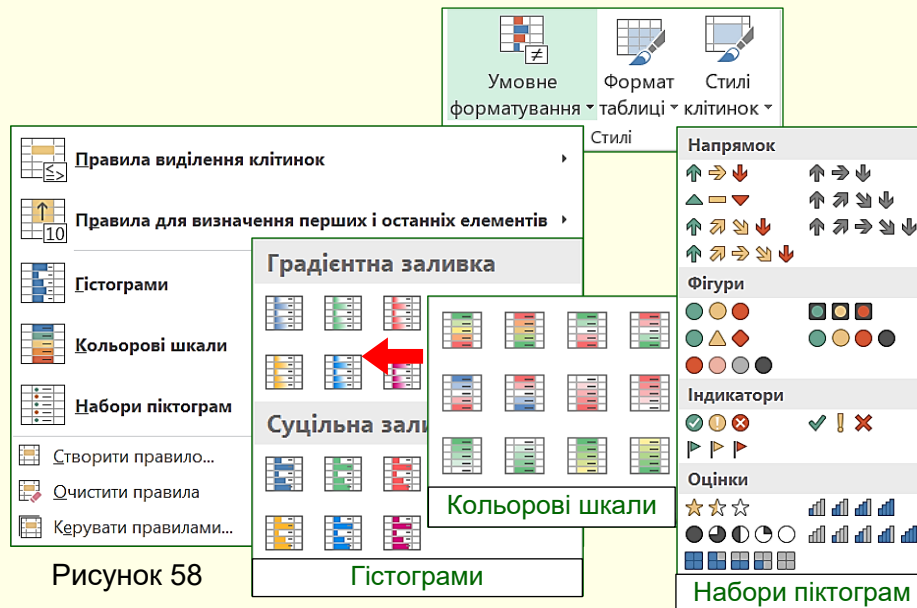 Умовне
форматування
Формат
таблиці
Стилі
клітинок
Стилі
Правила виділення клітинок
Правила для визначення перших і останніх елементів
10
Гістограми
Кольорові шкали
Набори піктограм
Створити правило...
Очистити правила
Керувати правилами...
Рисунок 58
Градієнтна заливка
Суцільна зали
Гістограми
Кольорові шкали
Напрямок
Фігури
Індикатори
Оцінки
Набори піктограм